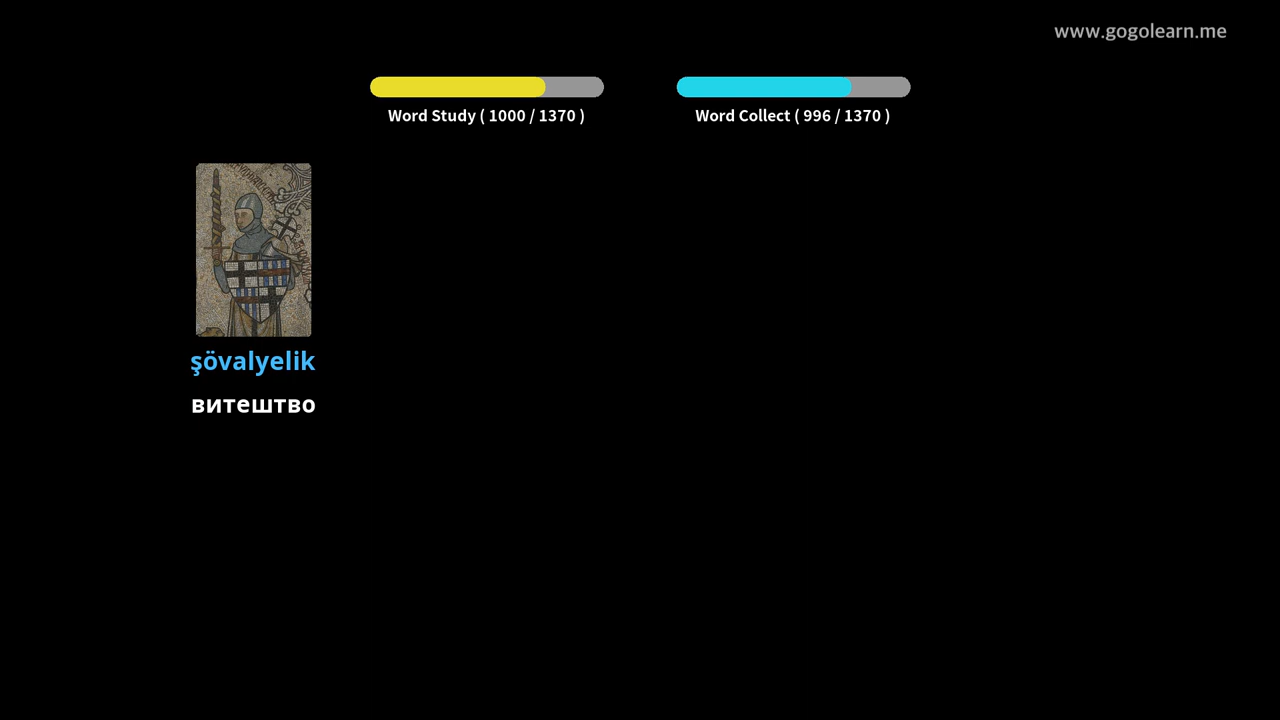 www.gogolearn.me
Word Study ( 1000 / 1370 )
Word Collect ( 996 / 1370 )
şövalyelik
витештво